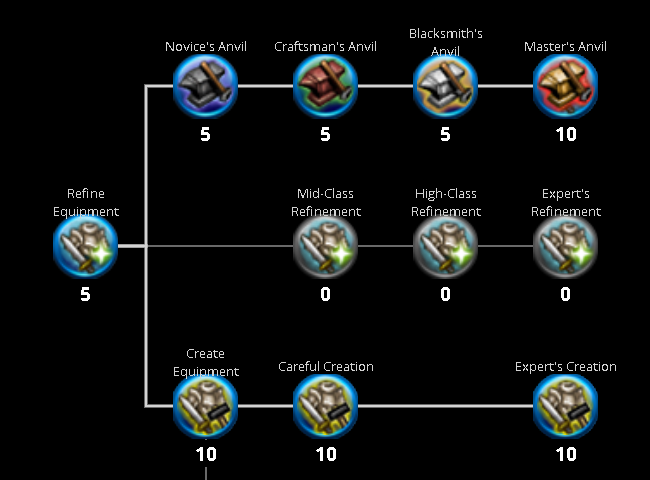 Novice's Anvil
Craftsman's Anvil
Blacksmith's
Anvil
Master's Anvil
5
5
5
10
Refine
Equipment
Mid-Class
Refinement
High-Class
Refinement
Expert's
Refinement
5
0
0
0
Create
Equipment
Careful Creation
Expert's Creation
10
10
10